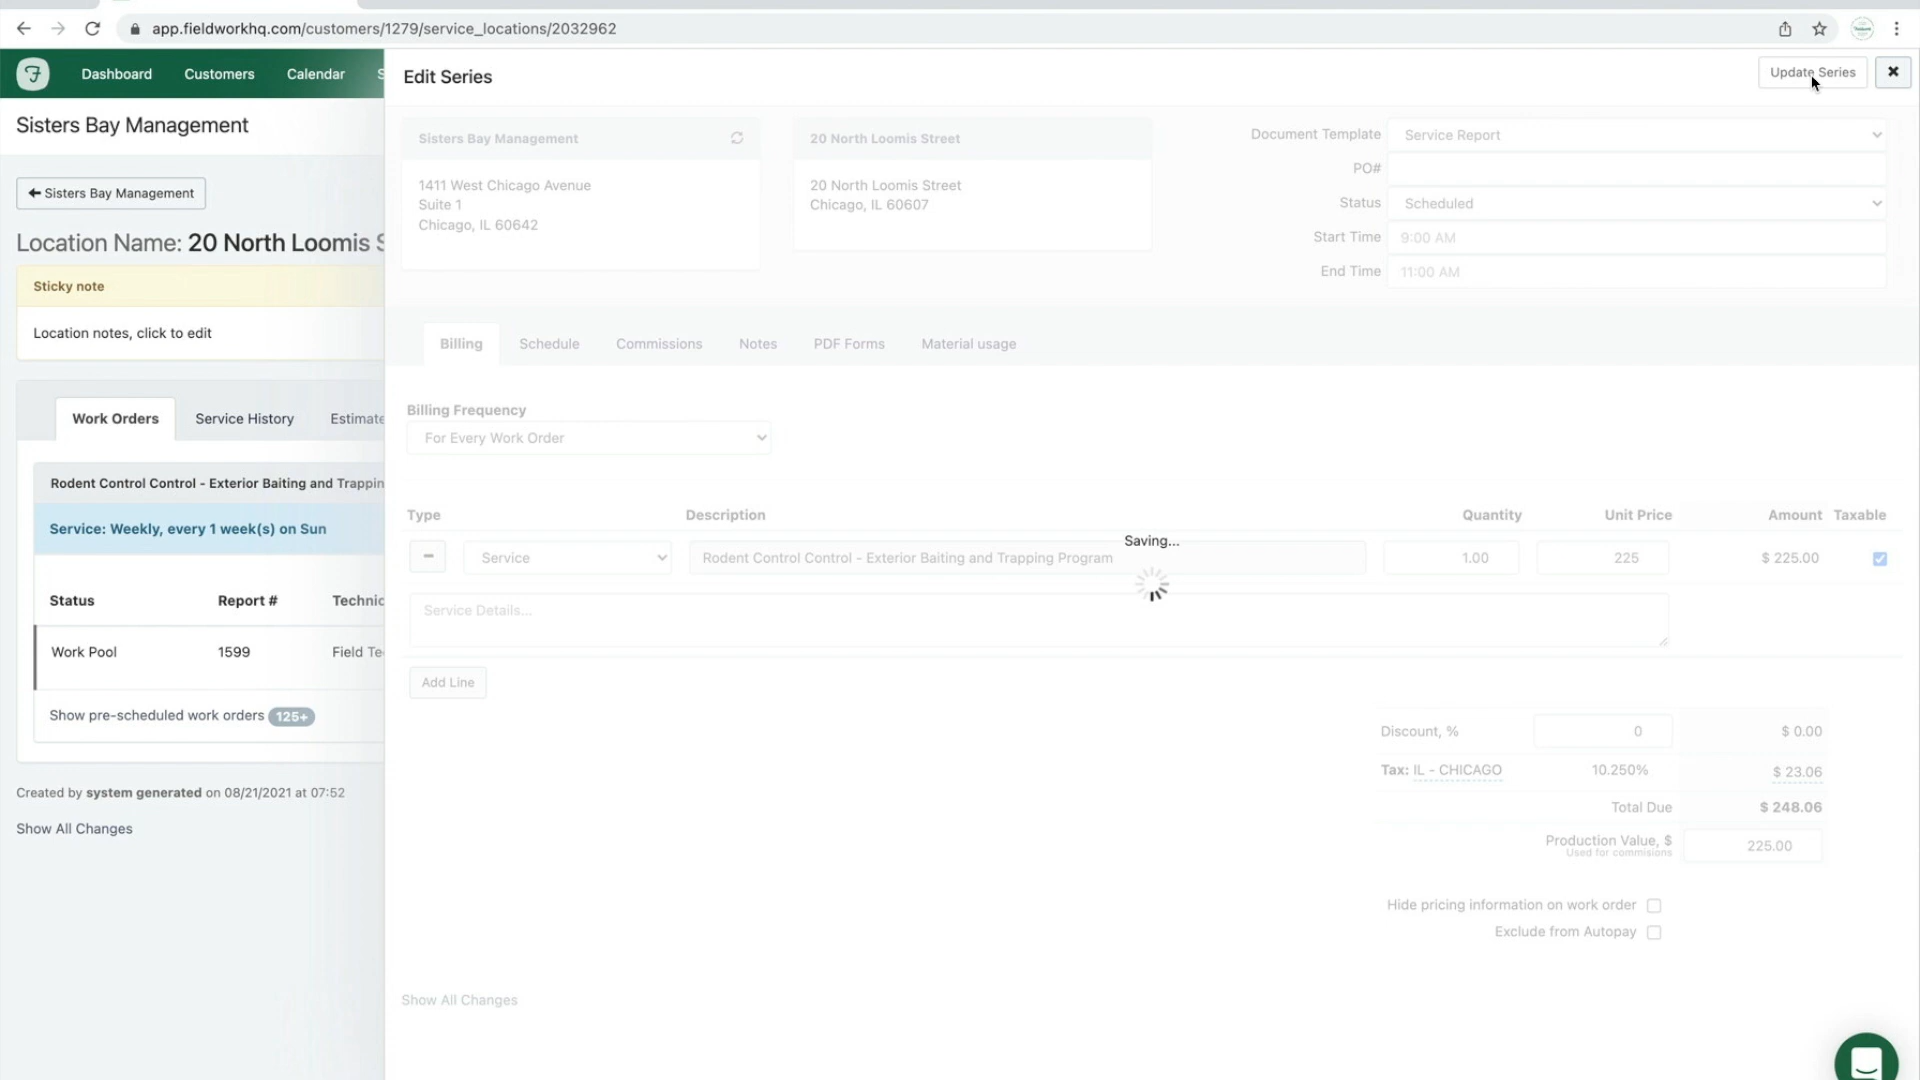 app.fieldworkhq.com/customers/1279/service_locations/2032962
Dashboard
Customers
Calendar
S
Sisters Bay Management
Sisters Bay Management
Location Name: 20 North Loomis S
Sticky note
Location notes, click to edit
Work Orders
Service History
Estimate
Rodent Control Control - Exterior Baiting and Trappin
Service: Weekly, every 1 week(s) on Sun
Status
Report #
Technic
Work Pool
1599
Field Te
Show pre-scheduled work orders 125+
Created by system generated on 08/21/2021 at 07:52
Show All Changes
Edit Series
Update Series
Sisters Bay Management
1411 West Chicago Avenue
Suite 1
Chicago, IL 60642
20 North Loomis Street
20 North Loomis Street
Chicago, IL 60607
Document Template
Service Report
PO#
Status
Scheduled
Start Time
9:00 AM
End Time
11:00 AM
Billing
Schedule
Commissions
Notes
PDF Forms
Material usage
Billing Frequency
For Every Work Order
Type
Description
Quantity
Unit Price
Amount
Taxable
Saving...
Service
Rodent Control Control - Exterior Baiting and Trapping Program
1.00
225
$ 225.00
Service Details...
Add Line
Discount, %
0
$ 0.00
Tax: IL - CHICAGO
10.250%
$ 23.06
Total Due
$ 248.06
Production Value, $
Used for commisions
225.00
Hide pricing information on work order
Exclude from Autopay
Show All Changes